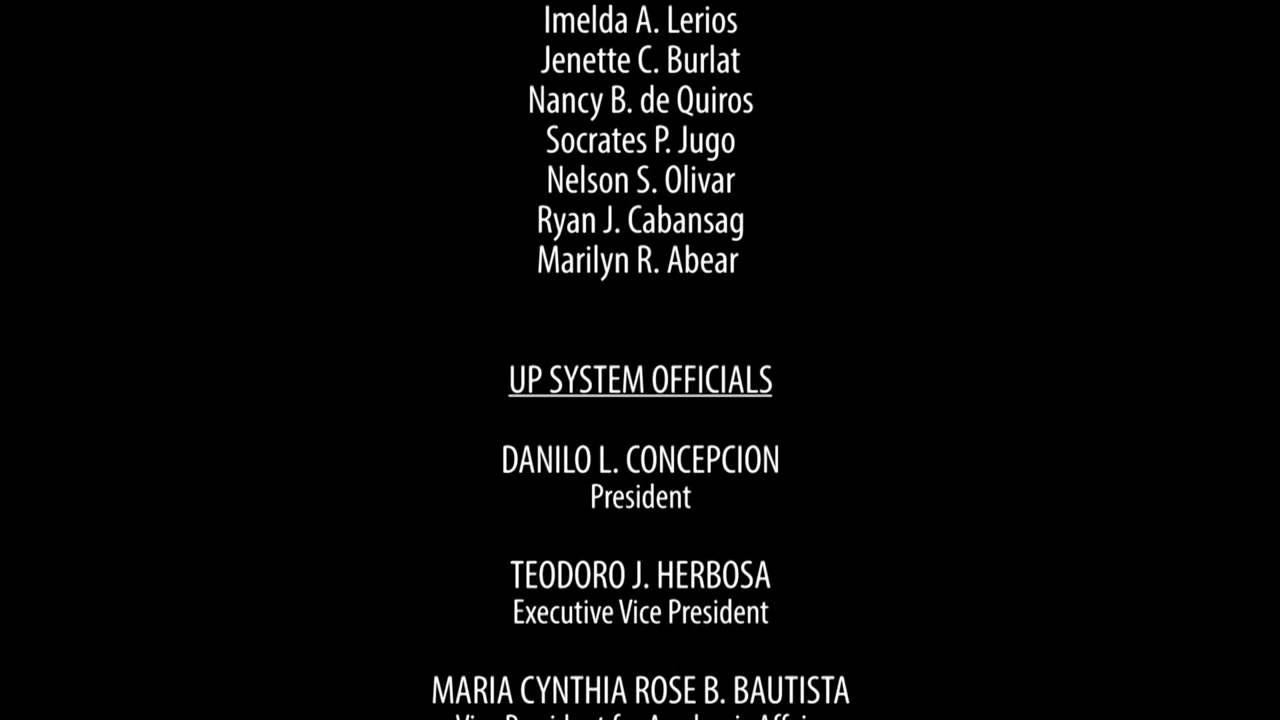 Imelda A. Lerios
Jenette C. Burlat
Nancy B. de Quiros
Socrates P. Jugo
Nelson S. Olivar
Ryan J. Cabansag
Marilyn R. Abear
UP SYSTEM OFFICIALS
DANILO L. CONCEPCION
President
TEODORO J. HERBOSA
Executive Vice President
MARIA CYNTHIA ROSE B. BAUTISTA